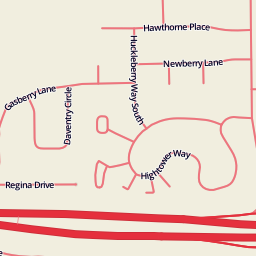 Hawthorne Place
Huckleberry Way South
Newberry Lane
Gasberry Lane
Daventry Circle
Hightower Way
Regina Drive